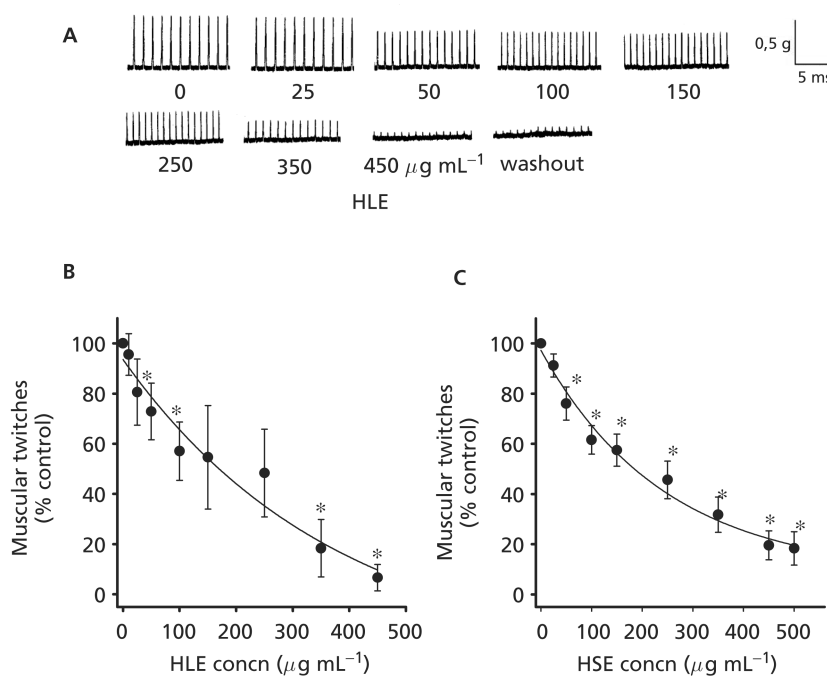 A
0,5 g
5 ms
0 25 50 100 150
250 350 450 μg mL⁻¹ washout
HLE
B
Muscular twitches
(% control)
100
80
60
40
20
0
* * * *
0 100 200 300 400 500
HLE concn (μg mL⁻¹)
C
Muscular twitches
(% control)
100
80
60
40
20
0
* * * * * * *
0 100 200 300 400 500
HSE concn (μg mL⁻¹)